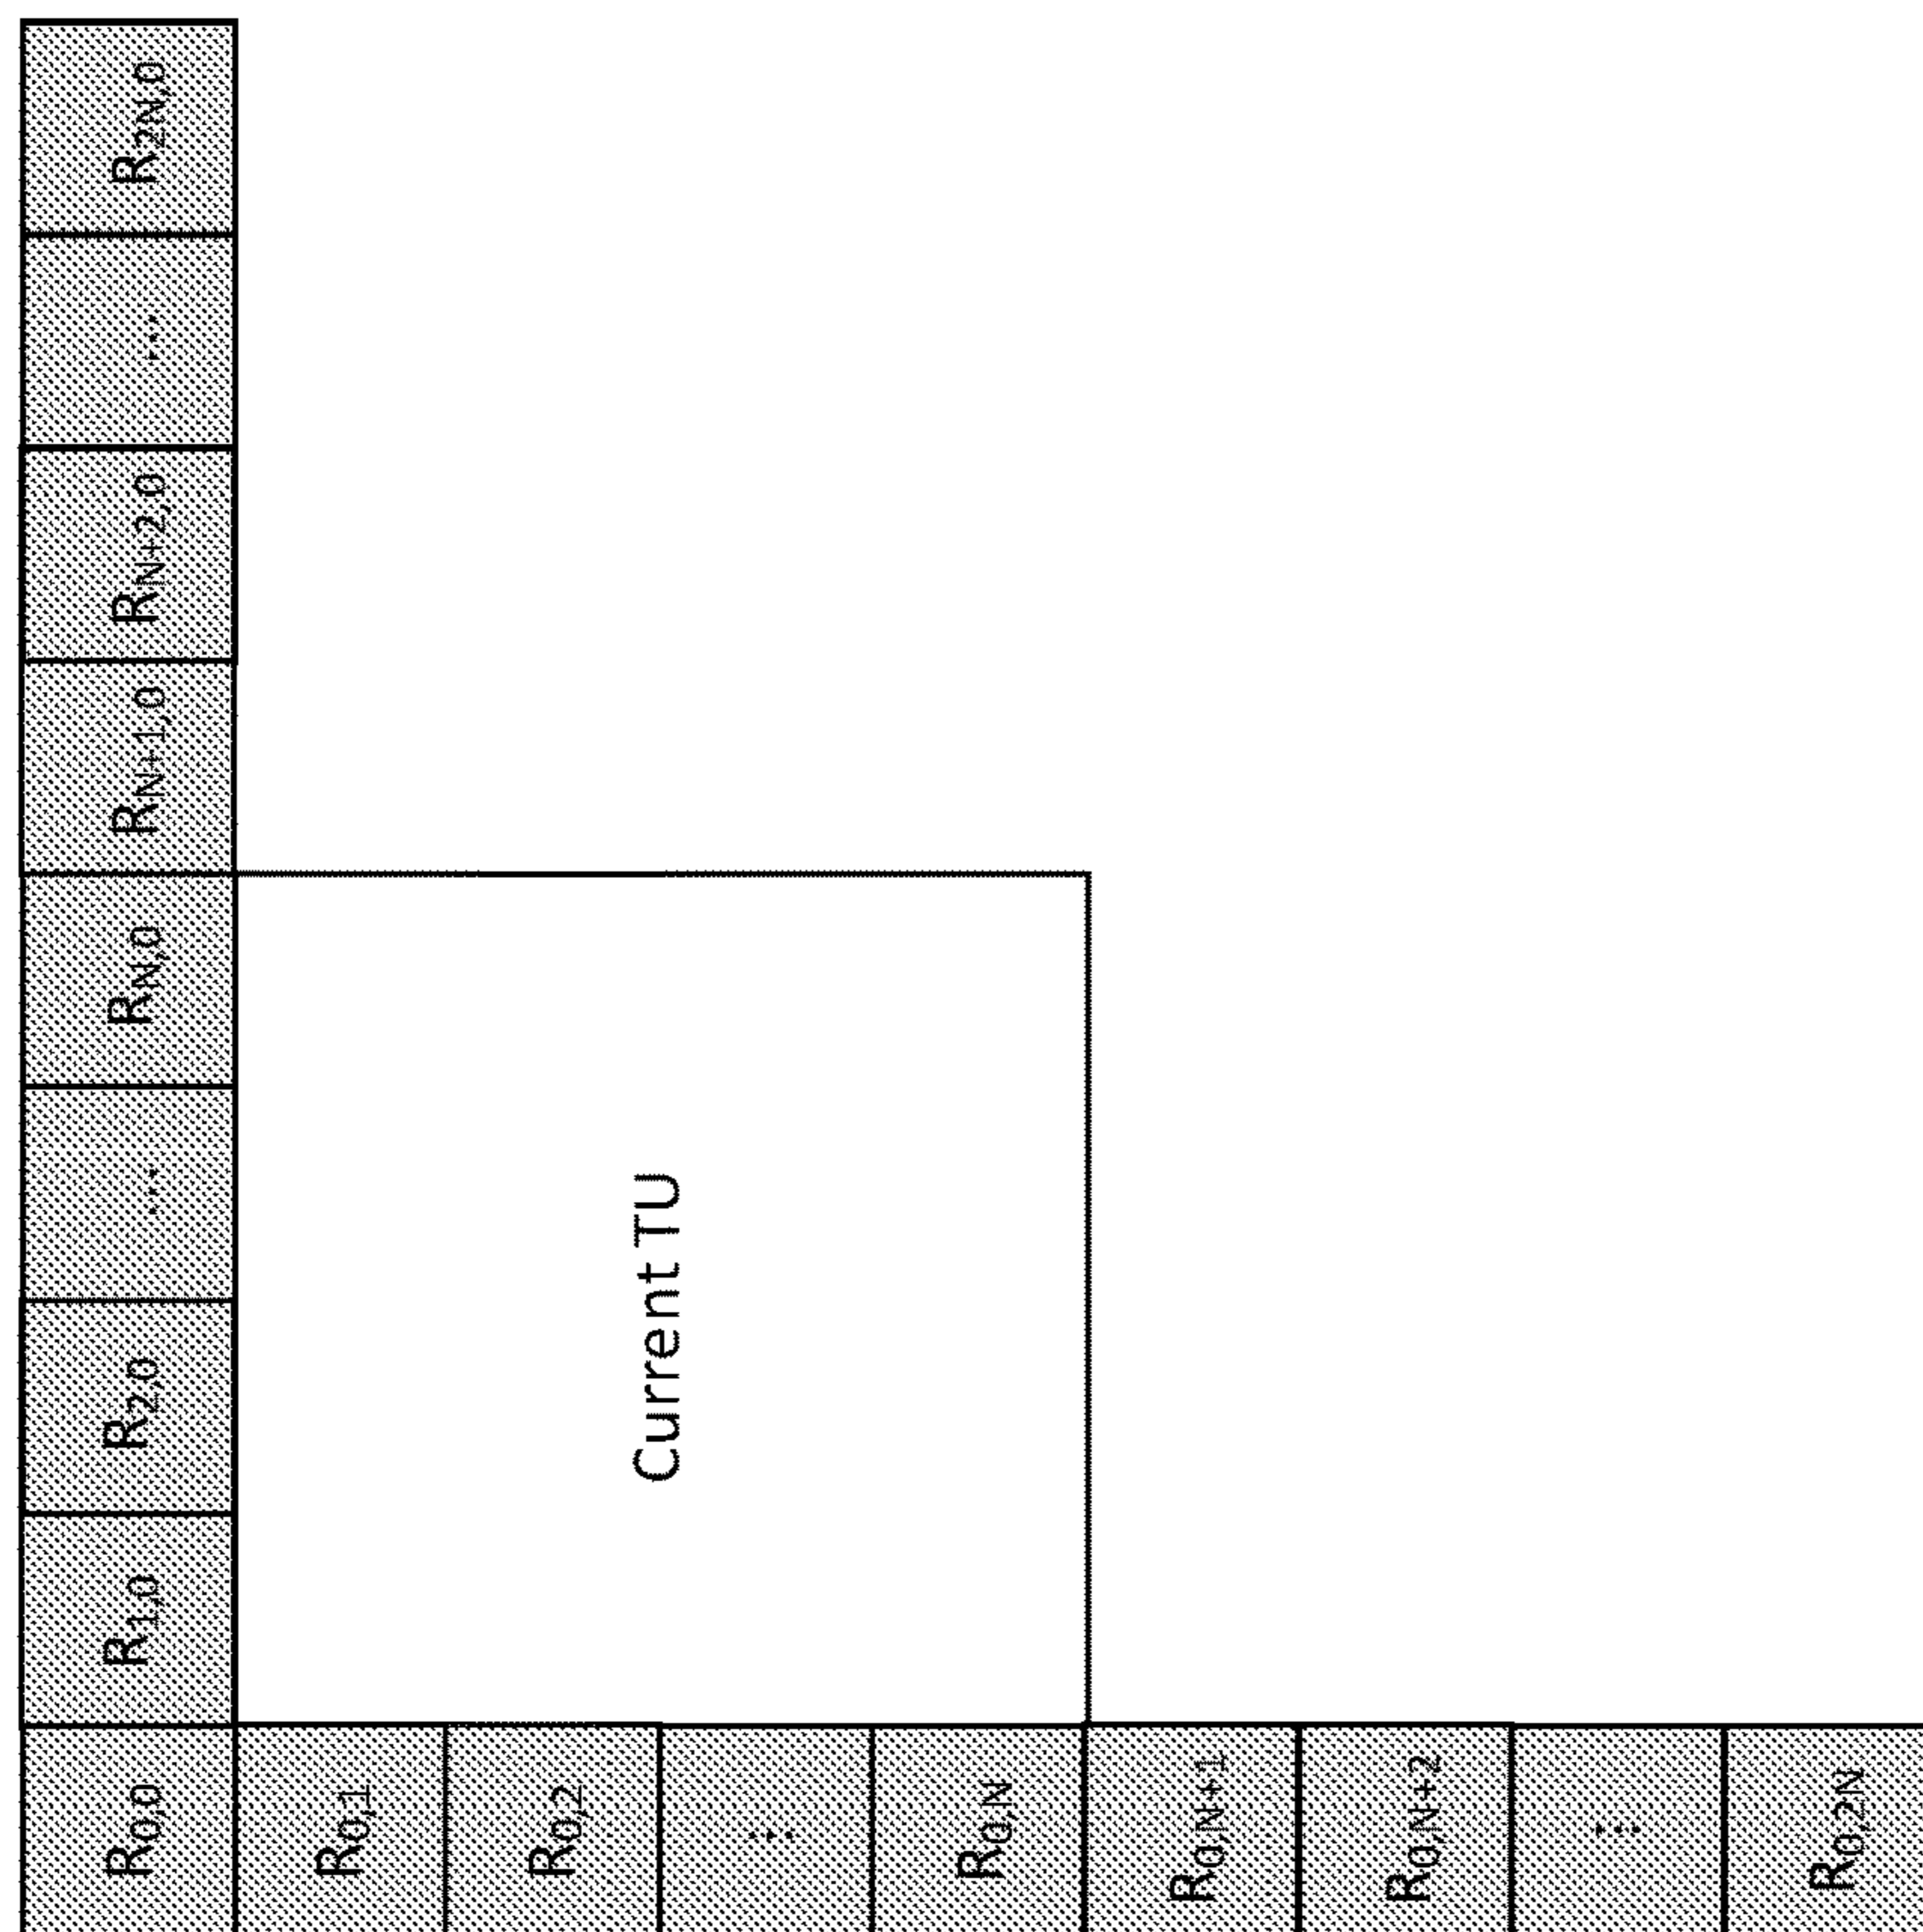 R0,0 R1,0 R2,0 ... RN,0 RN+1,0 RN+2,0 ... R2N,0
R0,1
R0,2
Current TU
⋮
R0,N
R0,N+1
R0,N+2
⋮
R0,2N